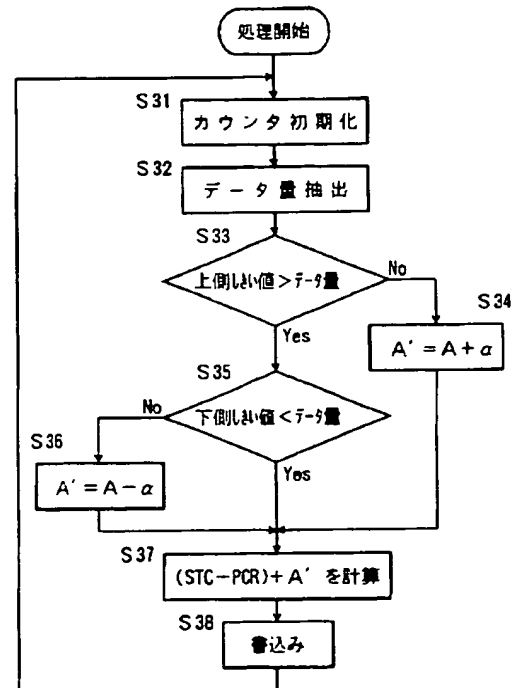 処理開始
S31
カウンタ初期化
S32
データ量抽出
S33
上側しきい値>データ量
No
S34
A′=A+α
Yes
S35
下側しきい値<データ量
No
S36
A′=A-α
Yes
S37
(STC-PCR)+A′を計算
S38
書込み